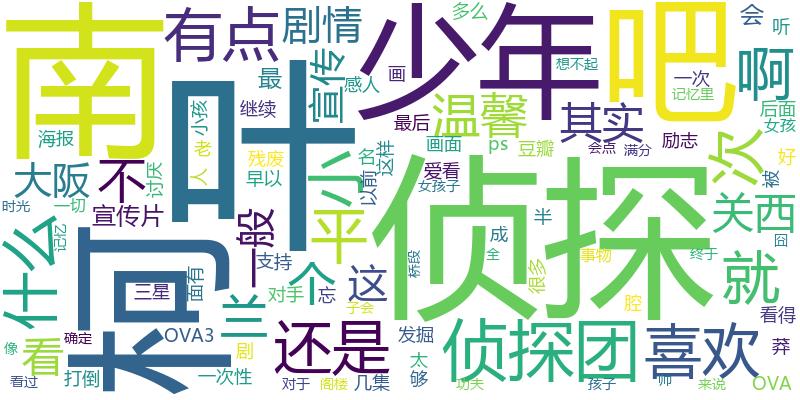 南
叶
柯
少年
侦探
吧
有点
剧情
宣传
最
感人
画
多么
会
听
啊
想不起
一次
记忆里
后面
女孩
温馨
其实
次
最后
画面
ps
豆瓣
会点
满分
励志
被
好
海报
人
老
小孩
继续
残废
早以
小
以前
名
这样
讨厌
大阪
不
宣传片
爱看
女孩子
关西
时光
一切
记忆
什么
一般
平
支持
个
这
半
成
全
桥段
很多
事物
终于
囧
就
三星
面有
兰
对手
忘
子会
腔
看得
莽
像
确定
看
OVA3
剧
还是
发掘
侦探团
喜欢
看过
打倒
一次性
对于
阁楼
几集
太
够
功夫
孩子
帅
来说
OVA